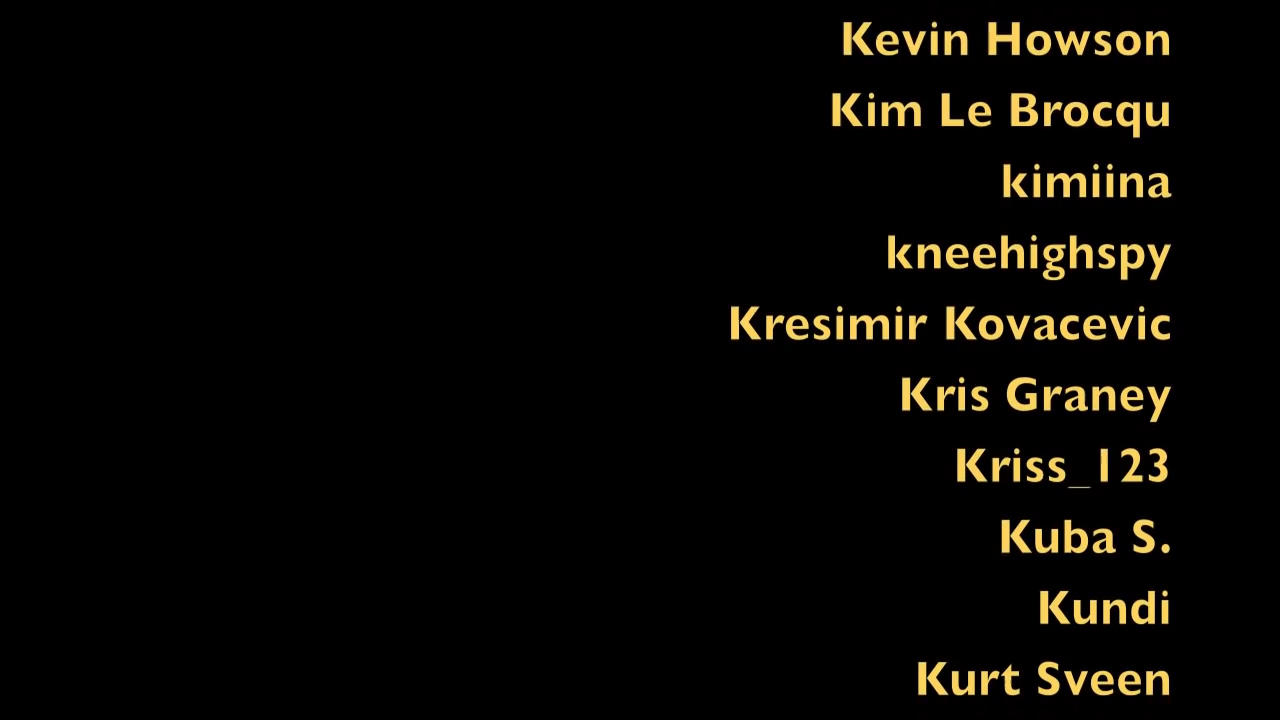 Kevin Howson
Kim Le Brocqu
kimiina
kneehighspy
Kresimir Kovacevic
Kris Graney
Kriss_123
Kuba S.
Kundi
Kurt Sveen